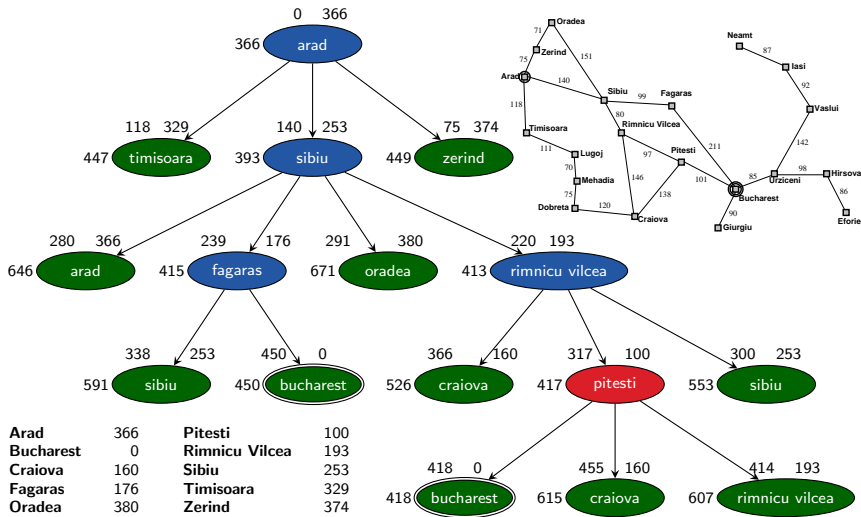 0 366
366 arad
118 329
447 timisoara
140 253
393 sibiu
75 374
449 zerind
280 366
646 arad
239 176
415 fagaras
291 380
671 oradea
220 193
413 rimnicu vilcea
338 253
591 sibiu
450 0
450 bucharest
366 160
526 craiova
317 100
417 pitesti
300 253
553 sibiu
418 0
418 bucharest
455 160
615 craiova
414 193
607 rimnicu vilcea
Oradea
71
Zerind
75
151
Arad
140
118
Sibiu
99
Fagaras
80
Rimnicu Vilcea
Timisoara
111
Lugoj
70
Mehadia
75
Dobreta
120
Craiova
146
97
Pitesti
138
101
211
Bucharest
90
Giurgiu
85
Urziceni
98
Hirsova
86
Eforie
142
Vaslui
92
Iasi
87
Neamt
Arad 366 Pitesti 100
Bucharest 0 Rimnicu Vilcea 193
Craiova 160 Sibiu 253
Fagaras 176 Timisoara 329
Oradea 380 Zerind 374